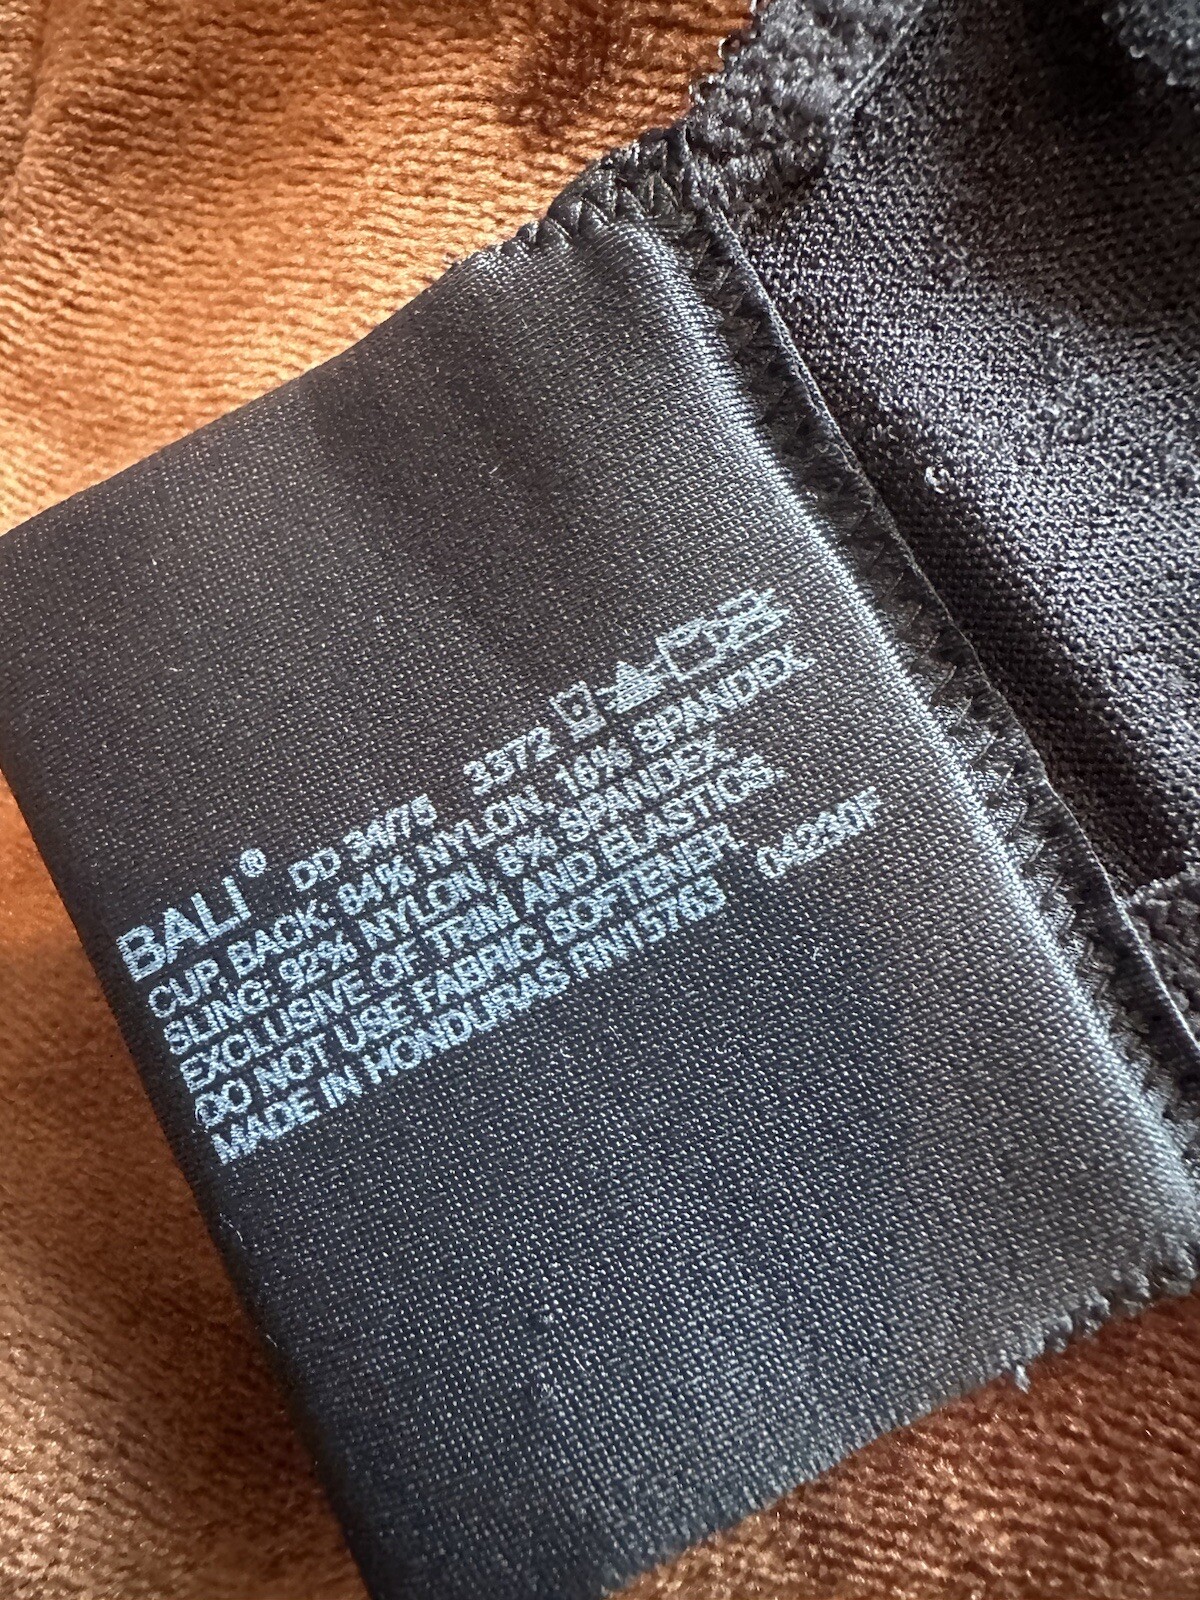 BALI® DD 34/75 3372
CUP, BACK: 84% NYLON, 16% SPANDEX
SLING: 92% NYLON, 8% SPANDEX.
EXCLUSIVE OF TRIM AND ELASTICS.
DO NOT USE FABRIC SOFTENER.
MADE IN HONDURAS RN15763 04230F